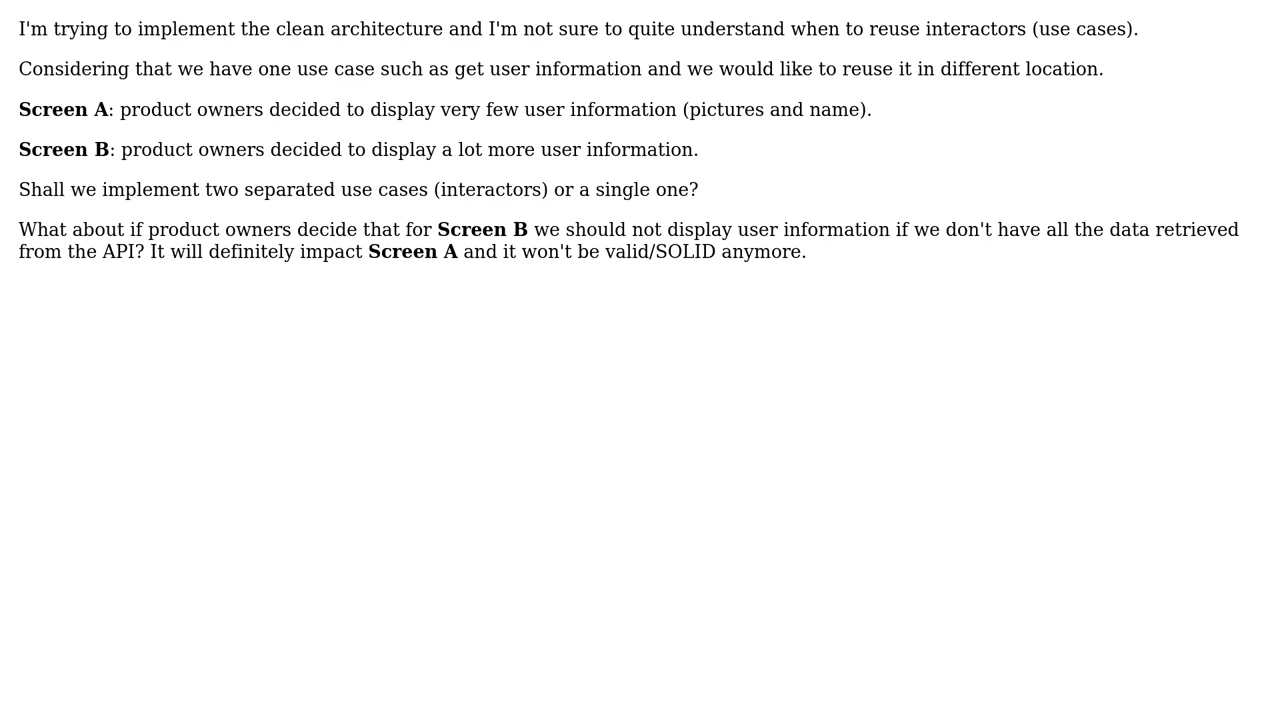 I'm trying to implement the clean architecture and I'm not sure to quite understand when to reuse interactors (use cases).
Considering that we have one use case such as get user information and we would like to reuse it in different location.
Screen A: product owners decided to display very few user information (pictures and name).
Screen B: product owners decided to display a lot more user information.
Shall we implement two separated use cases (interactors) or a single one?
What about if product owners decide that for Screen B we should not display user information if we don't have all the data retrieved
from the API? It will definitely impact Screen A and it won't be valid/SOLID anymore.